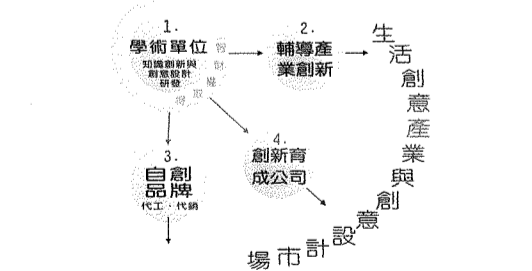 1.
學術單位
知識創新與
創意設計
研發
智財權取得
2.
輔導產
業創新
3.
自創
品牌
代工・代銷
4.
創新育
成公司
生活創意產業與創意設計市場